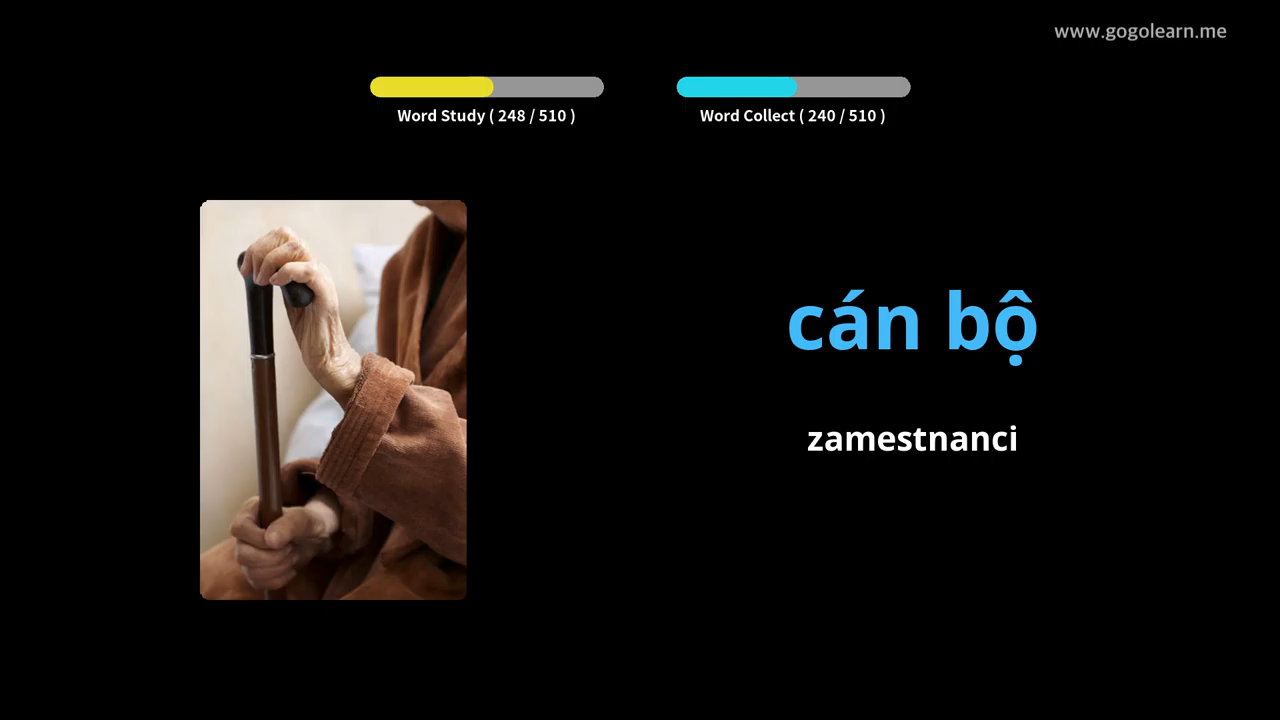 www.gogolearn.me
Word Study ( 248 / 510 )
Word Collect ( 240 / 510 )
cán bộ
zamestnanci